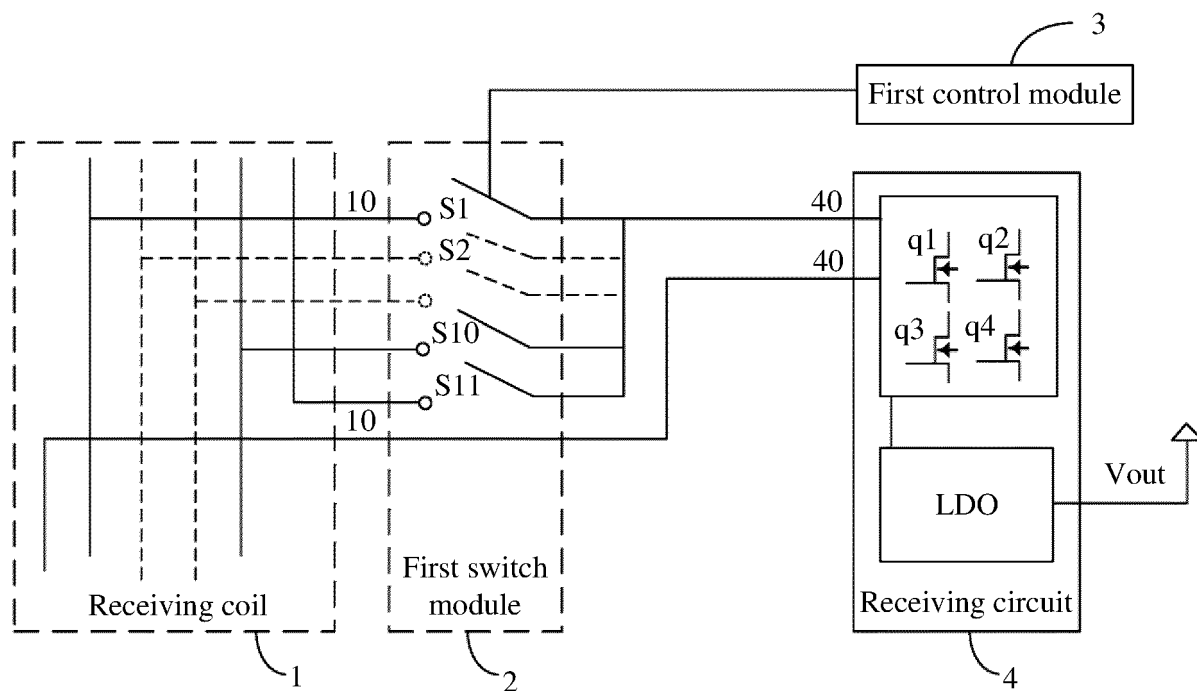 3
First control module
10
S1
40
S2
40
q1
q2
S10
q3
q4
S11
10
Vout
LDO
First switch
module
Receiving coil
Receiving circuit
1
2
4